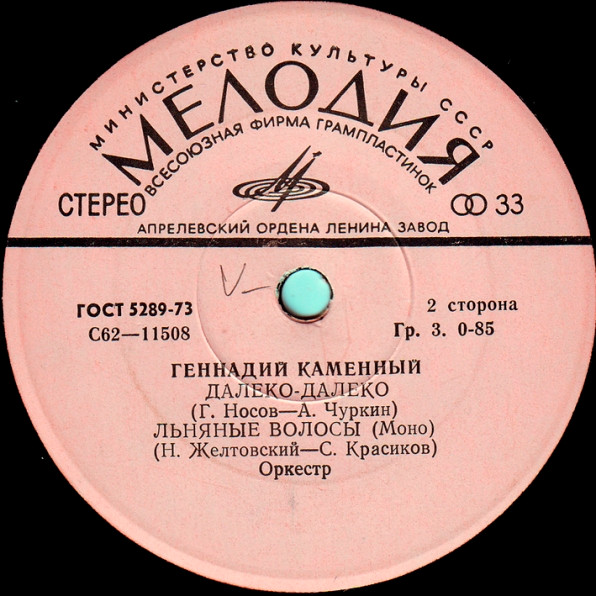 МИНИСТЕРСТВО КУЛЬТУРЫ СССР
МЕЛОДИЯ
ВСЕСОЮЗНАЯ ФИРМА ГРАМПЛАСТИНОК
СТЕРЕО
33
АПРЕЛЕВСКИЙ ОРДЕНА ЛЕНИНА ЗАВОД
V–
ГОСТ 5289-73
2 сторона
С62—11508
Гр. 3. 0-85
ГЕННАДИЙ КАМЕННЫЙ
ДАЛЕКО-ДАЛЕКО
(Г. Носов—А. Чуркин)
ЛЬНЯНЫЕ ВОЛОСЫ (Моно)
(Н. Желтовский—С. Красиков)
Оркестр